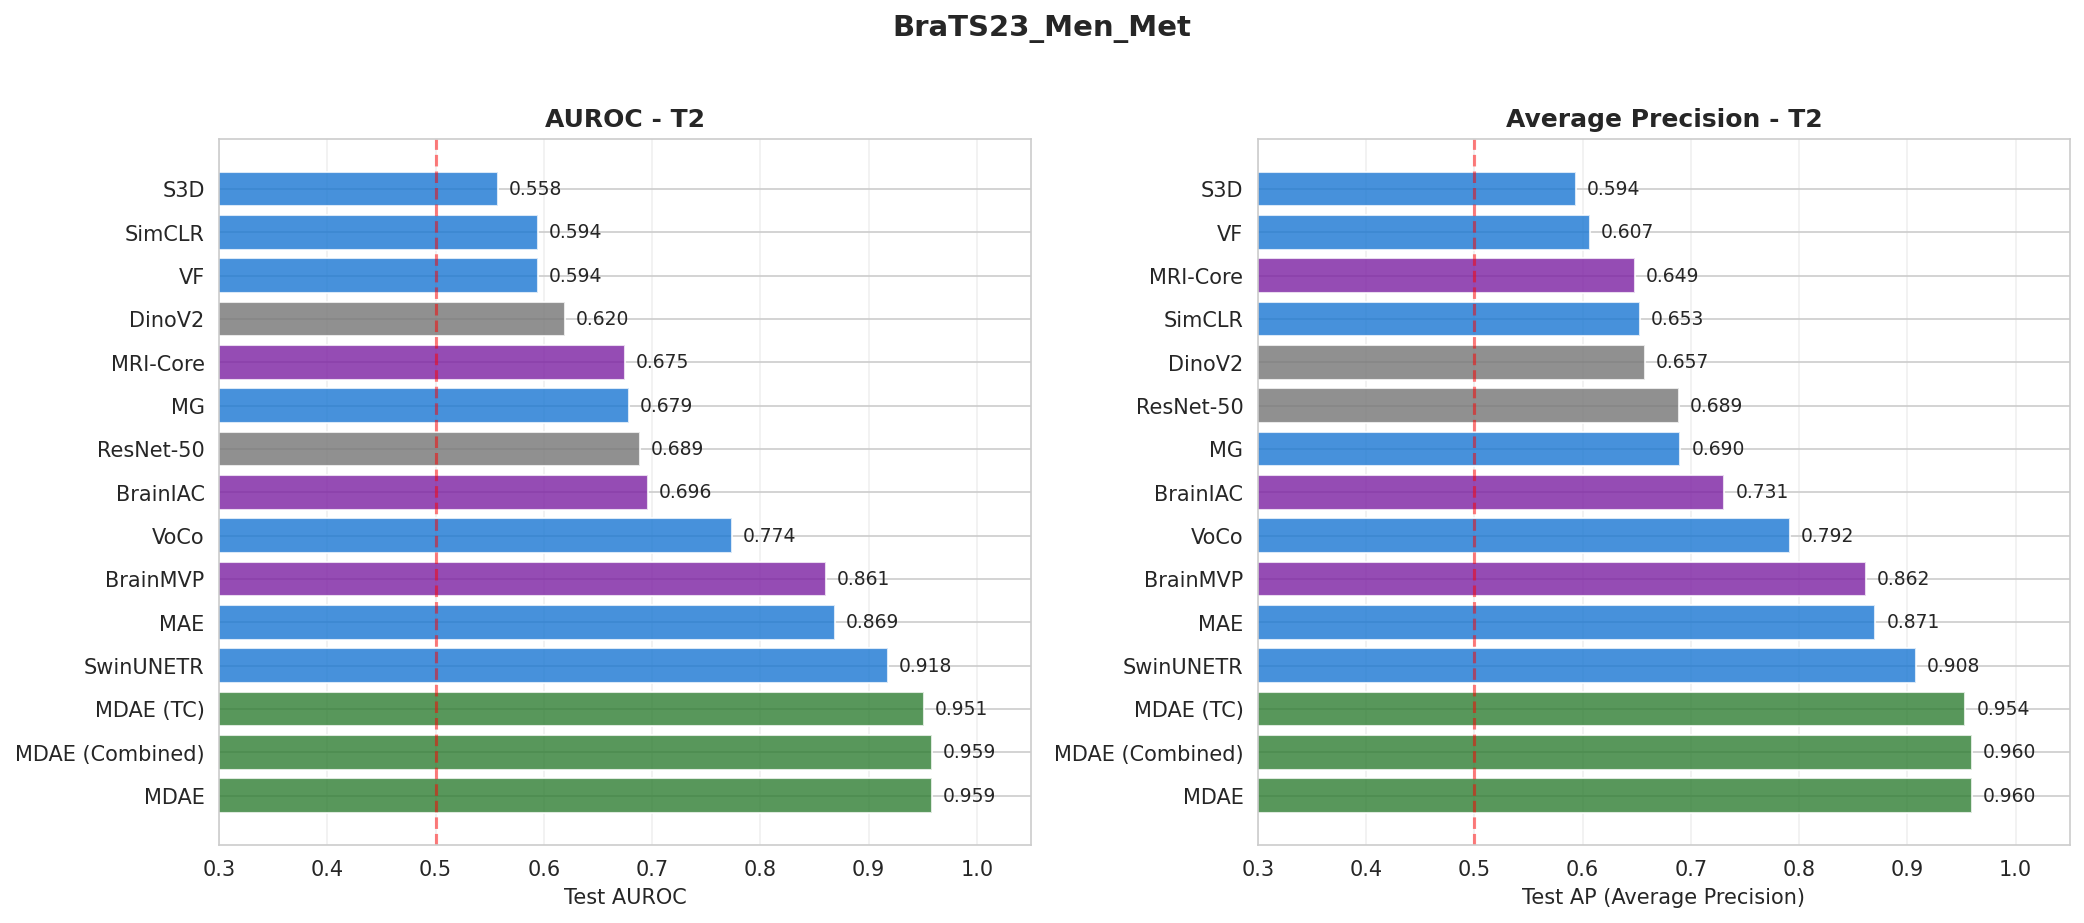 BraTS23_Men_Met
AUROC - T2
S3D 0.558
SimCLR 0.594
VF 0.594
DinoV2 0.620
MRI-Core 0.675
MG 0.679
ResNet-50 0.689
BrainIAC 0.696
VoCo 0.774
BrainMVP 0.861
MAE 0.869
SwinUNETR 0.918
MDAE (TC) 0.951
MDAE (Combined) 0.959
MDAE 0.959
0.3 0.4 0.5 0.6 0.7 0.8 0.9 1.0
Test AUROC
Average Precision - T2
S3D 0.594
VF 0.607
MRI-Core 0.649
SimCLR 0.653
DinoV2 0.657
ResNet-50 0.689
MG 0.690
BrainIAC 0.731
VoCo 0.792
BrainMVP 0.862
MAE 0.871
SwinUNETR 0.908
MDAE (TC) 0.954
MDAE (Combined) 0.960
MDAE 0.960
0.3 0.4 0.5 0.6 0.7 0.8 0.9 1.0
Test AP (Average Precision)